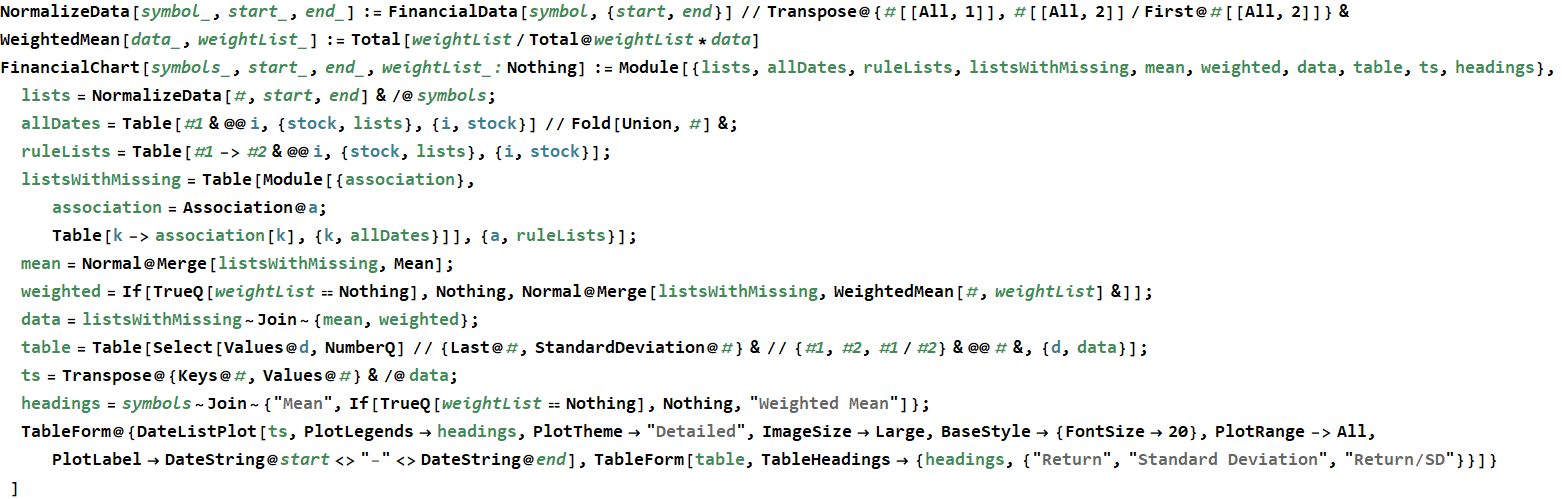 NormalizeData[symbol_, start_, end_] := FinancialData[symbol, {start, end}] // Transpose@{#[[All, 1]], #[[All, 2]] / First@#[[All, 2]]} &
WeightedMean[data_, weightList_] := Total[weightList / Total@weightList * data]
FinancialChart[symbols_, start_, end_, weightList_: Nothing] := Module[{lists, allDates, ruleLists, listsWithMissing, mean, weighted, data, table, ts, headings},
lists = NormalizeData[#, start, end] & /@ symbols;
allDates = Table[#1 & @@ i, {stock, lists}, {i, stock}] // Fold[Union, #] &;
ruleLists = Table[#1 -> #2 & @@ i, {stock, lists}, {i, stock}];
listsWithMissing = Table[Module[{association},
association = Association@a;
Table[k -> association[k], {k, allDates}]], {a, ruleLists}];
mean = Normal@Merge[listsWithMissing, Mean];
weighted = If[TrueQ[weightList == Nothing], Nothing, Normal@Merge[listsWithMissing, WeightedMean[#, weightList] &]];
data = listsWithMissing~Join~{mean, weighted};
table = Table[Select[Values@d, NumberQ] // {Last@#, StandardDeviation@#} & // {#1, #2, #1 / #2} & @@ # &, {d, data}];
ts = Transpose@{Keys@#, Values@#} & /@ data;
headings = symbols~Join~{"Mean", If[TrueQ[weightList == Nothing], Nothing, "Weighted Mean"]};
TableForm@{DateListPlot[ts, PlotLegends → headings, PlotTheme → "Detailed", ImageSize → Large, BaseStyle → {FontSize → 20}, PlotRange -> All,
PlotLabel → DateString@start <> "-" <> DateString@end], TableForm[table, TableHeadings → {headings, {"Return", "Standard Deviation", "Return/SD"}}]}
]